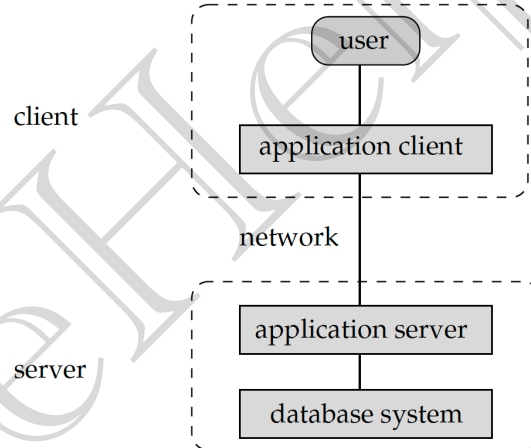 user
client
application client
network
application server
server
database system